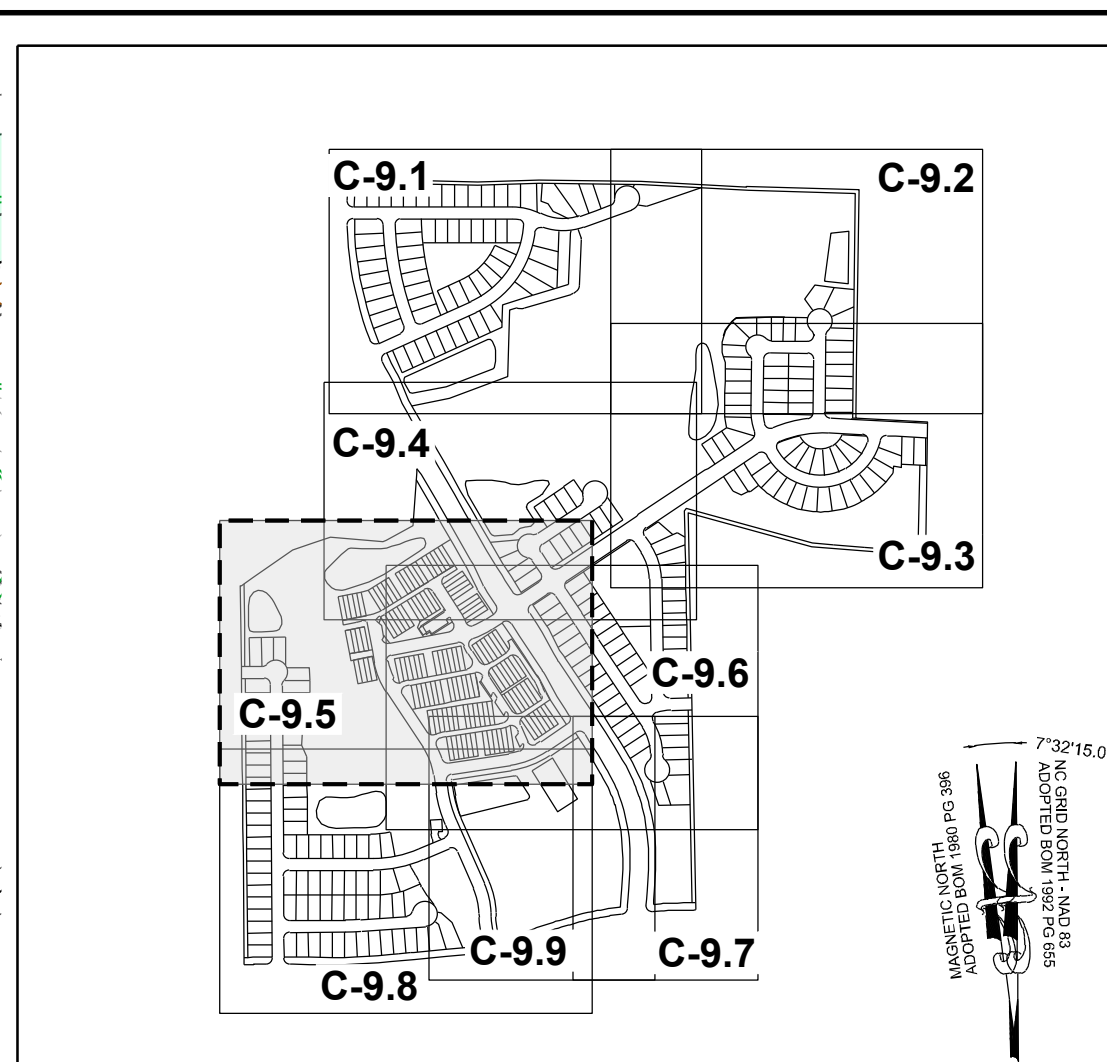 C-9.1
C-9.2
C-9.4
C-9.3
C-9.6
C-9.5
7°32'15.0
MAGNETIC NORTH
ADOPTED BOM 1980 PG 396
NC GRID NORTH - NAD 83
ADOPTED BOM 1992 PG 655
C-9.9
C-9.7
C-9.8